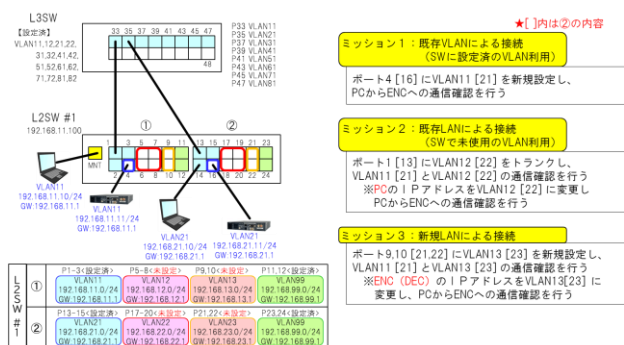 L3SW
【設定済】
VLAN11,12,21,22,
31,32,41,42,
51,52,61,62,
71,72,81,82
33 35 37 39 41 43 45 47
48
P33 VLAN11
P35 VLAN21
P37 VLAN31
P39 VLAN41
P41 VLAN51
P43 VLAN61
P45 VLAN71
P47 VLAN81
L2SW #1
192.168.11.100
① ②
MNT
1 3 5 7 9 11 13 15 17 19 21 23
2 4 6 8 10 12 14 16 18 20 22 24
VLAN11
192.168.11.10/24
GW:192.168.11.1
VLAN11
192.168.11.11/24
GW:192.168.11.1
VLAN21
192.168.21.10/24
GW:192.168.21.1
VLAN21
192.168.21.11/24
GW:192.168.21.1
L2SW#1
①
P1-3<設定済> P5-8<未設定> P9,10<未設定> P11,12<設定済>
VLAN11 VLAN12 VLAN13 VLAN99
192.168.11.0/24 192.168.12.0/24 192.168.13.0/24 192.168.99.0/24
GW:192.168.11.1 GW:192.168.12.1 GW:192.168.13.1 GW:192.168.99.1
②
P13-15<設定済> P17-20<未設定> P21,22<未設定> P23,24<設定済>
VLAN21 VLAN22 VLAN23 VLAN99
192.168.21.0/24 192.168.22.0/24 192.168.23.0/24 192.168.99.0/24
GW:192.168.21.1 GW:192.168.22.1 GW:192.168.23.1 GW:192.168.99.1
★[ ]内は②の内容
ミッション１：既存VLANによる接続
（SWに設定済のVLAN利用）
ポート4 [16] にVLAN11 [21] を新規設定し、
PCからENCへの通信確認を行う
ミッション２：既存LANによる接続
（SWで未使用のVLAN利用）
ポート1 [13] にVLAN12 [22] をトランクし、
VLAN11 [21] とVLAN12 [22] の通信確認を行う
※PCのＩＰアドレスをVLAN12 [22] に変更し
PCからENCへの通信確認を行う
ミッション３：新規LANによる接続
ポート9,10 [21,22] にVLAN13 [23] を新規設定し、
VLAN11 [21] とVLAN13 [23] の通信確認を行う
※ENC（DEC）のＩＰアドレスをVLAN13[23] に
変更し、PCからENCへの通信確認を行う